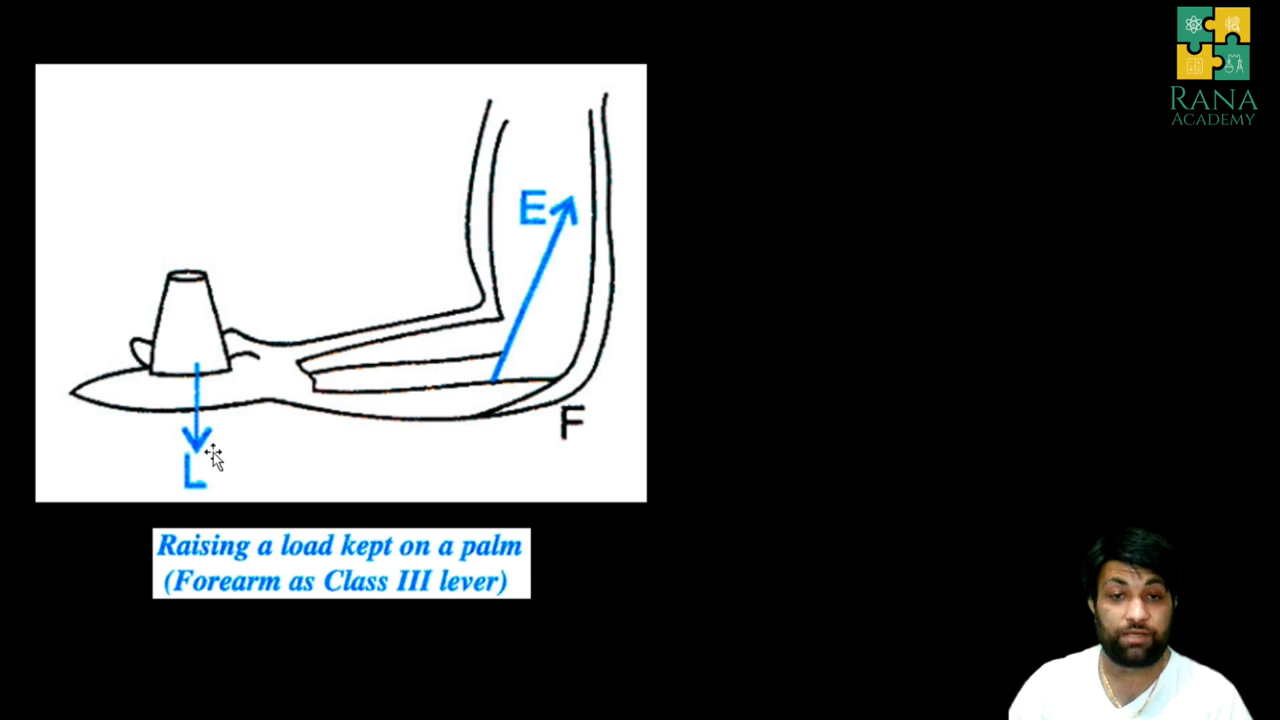 RANA
ACADEMY
E
F
L
Raising a load kept on a palm
(Forearm as Class III lever)